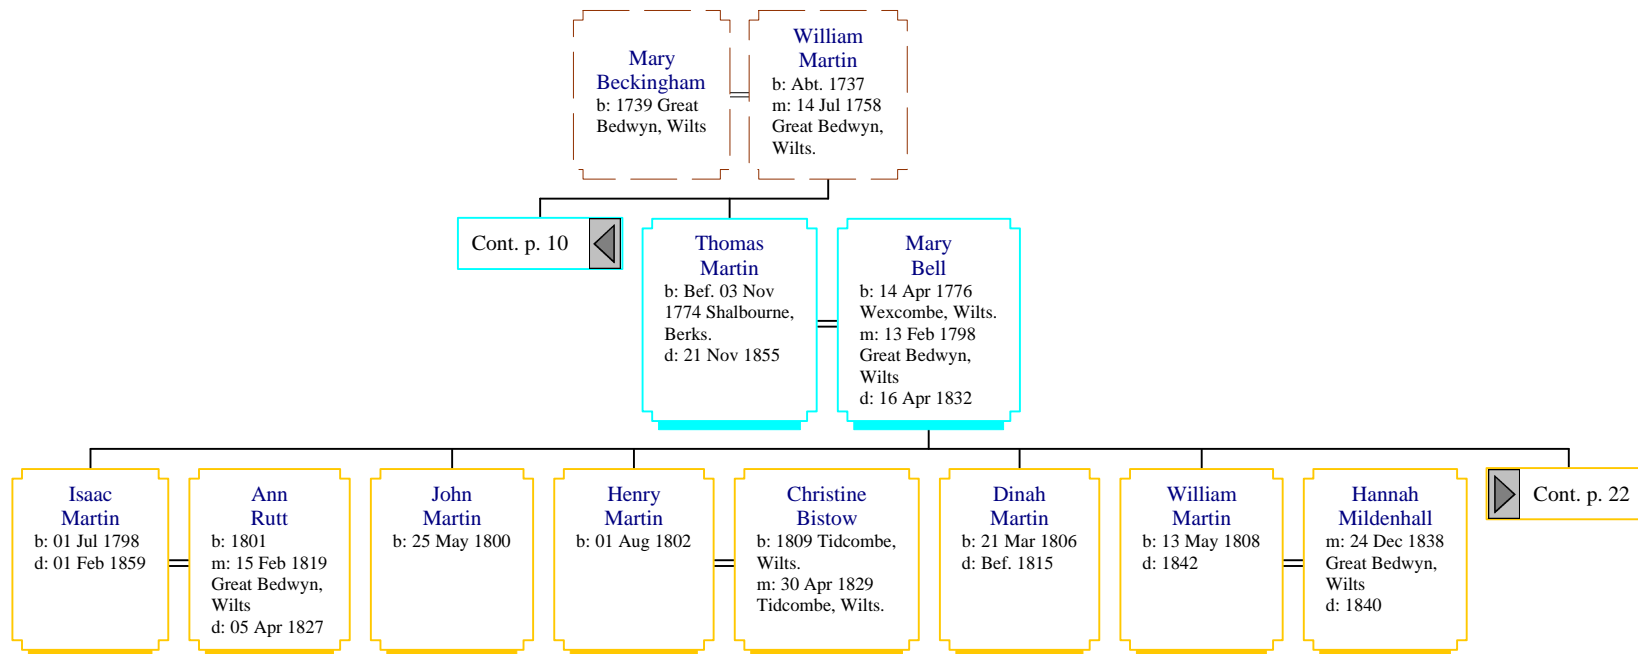 Mary
Beckingham
b: 1739 Great
Bedwyn, Wilts
William
Martin
b: Abt. 1737
m: 14 Jul 1758
Great Bedwyn,
Wilts.
Cont. p. 10
Thomas
Martin
b: Bef. 03 Nov
1774 Shalbourne,
Berks.
d: 21 Nov 1855
Mary
Bell
b: 14 Apr 1776
Wexcombe, Wilts.
m: 13 Feb 1798
Great Bedwyn,
Wilts
d: 16 Apr 1832
Isaac
Martin
b: 01 Jul 1798
d: 01 Feb 1859
Ann
Rutt
b: 1801
m: 15 Feb 1819
Great Bedwyn,
Wilts
d: 05 Apr 1827
John
Martin
b: 25 May 1800
Henry
Martin
b: 01 Aug 1802
Christine
Bistow
b: 1809 Tidcombe,
Wilts.
m: 30 Apr 1829
Tidcombe, Wilts.
Dinah
Martin
b: 21 Mar 1806
d: Bef. 1815
William
Martin
b: 13 May 1808
d: 1842
Hannah
Mildenhall
m: 24 Dec 1838
Great Bedwyn,
Wilts
d: 1840
Cont. p. 22